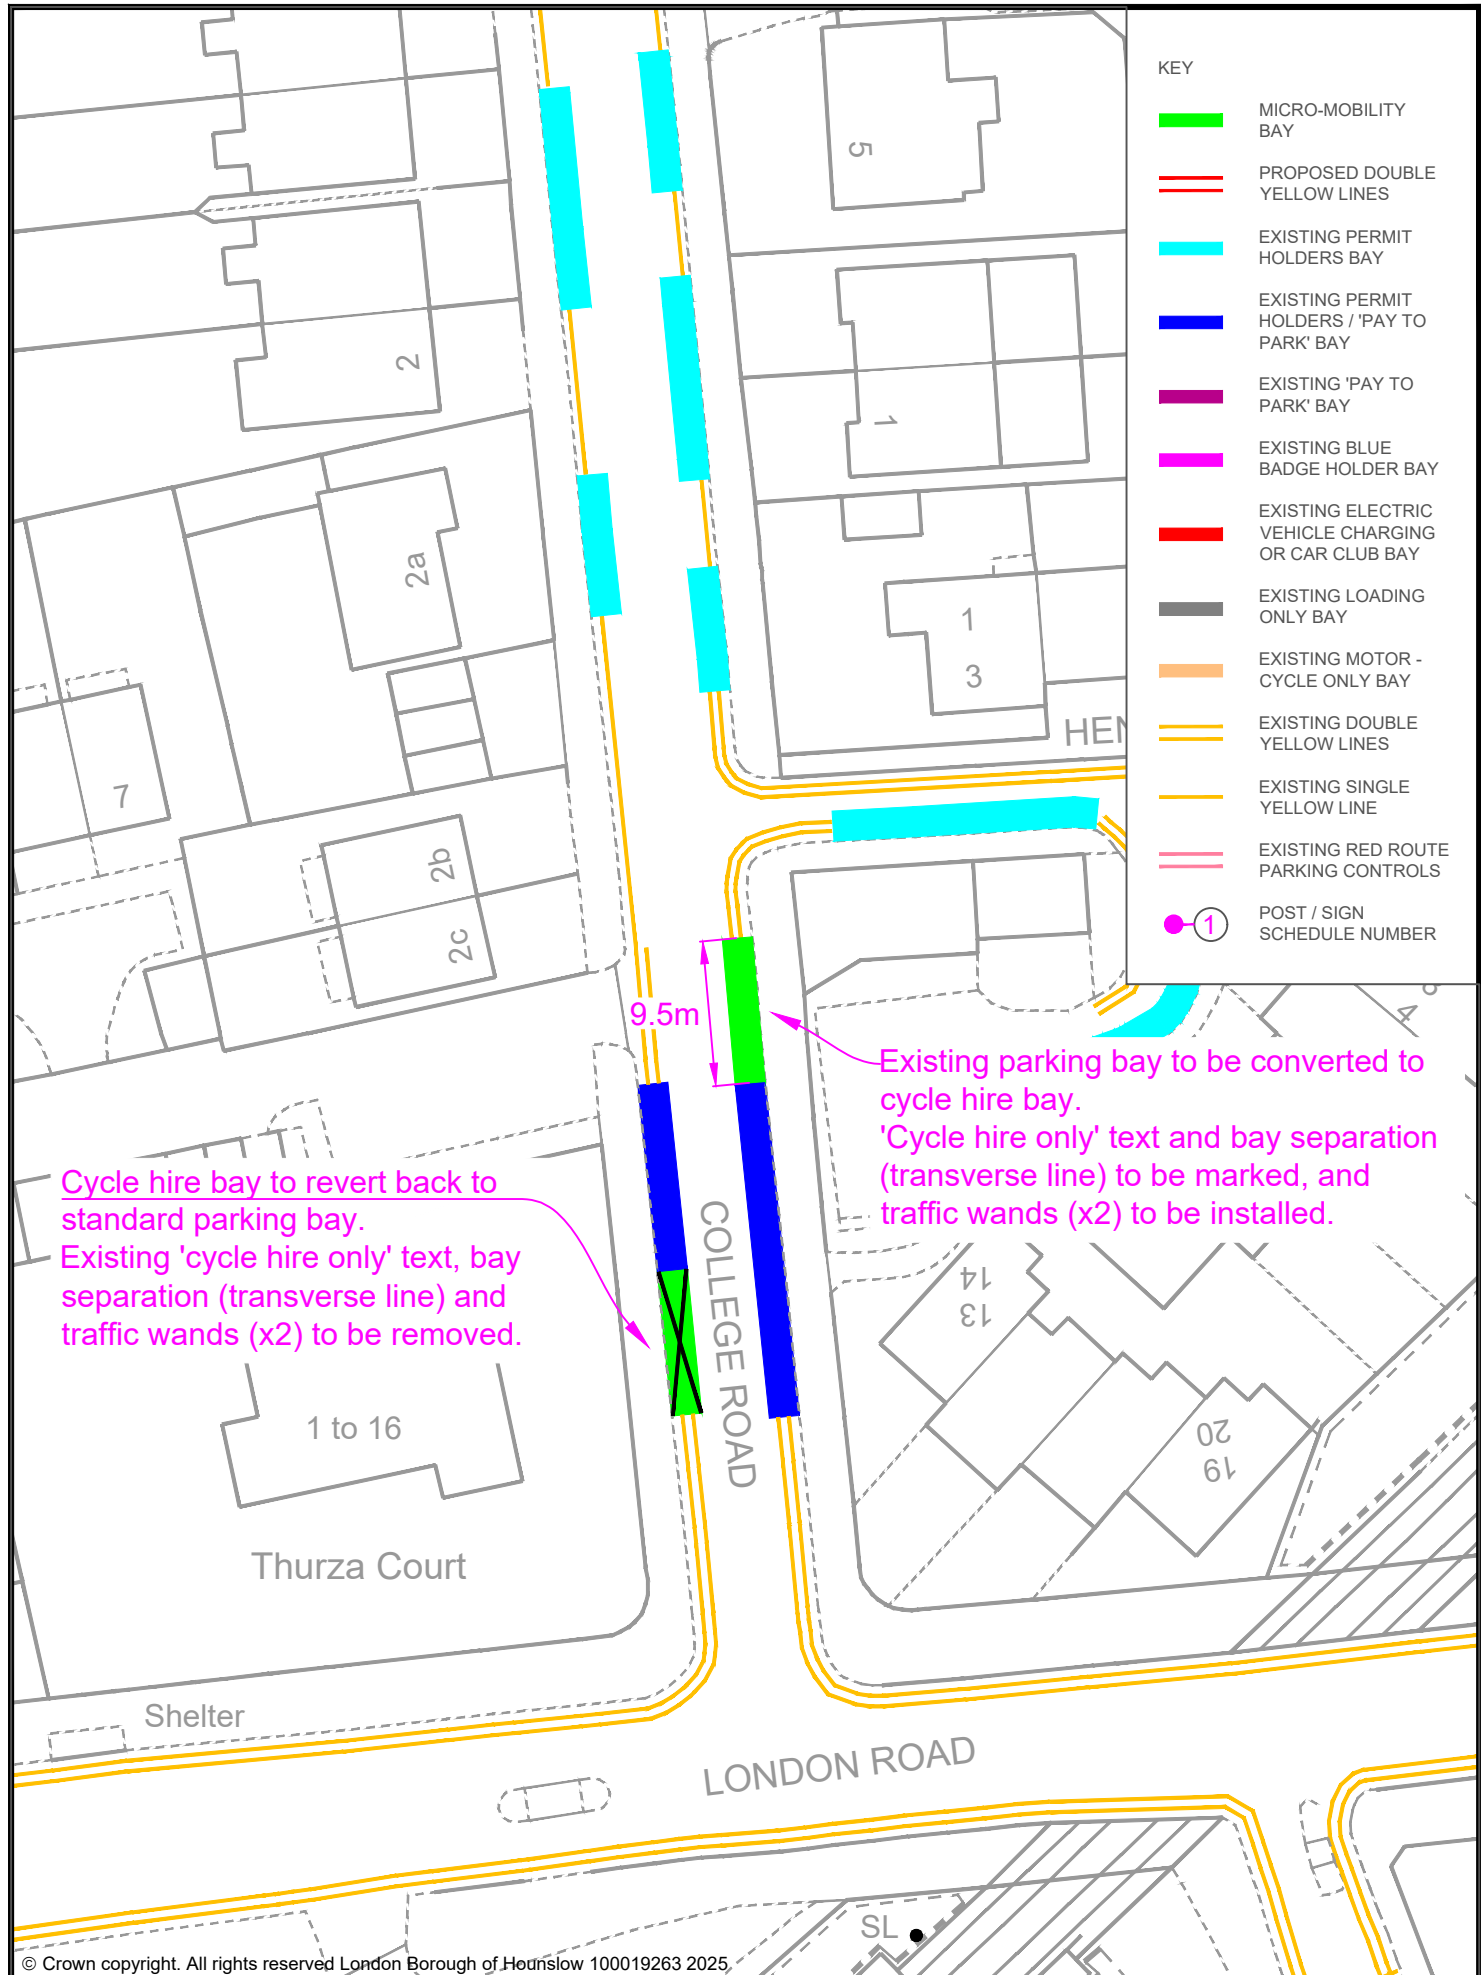 KEY
MICRO-MOBILITY
BAY
PROPOSED DOUBLE
YELLOW LINES
EXISTING PERMIT
HOLDERS BAY
EXISTING PERMIT
HOLDERS / 'PAY TO
PARK' BAY
EXISTING 'PAY TO
PARK' BAY
EXISTING BLUE
BADGE HOLDER BAY
EXISTING ELECTRIC
VEHICLE CHARGING
OR CAR CLUB BAY
EXISTING LOADING
ONLY BAY
EXISTING MOTOR -
CYCLE ONLY BAY
EXISTING DOUBLE
YELLOW LINES
EXISTING SINGLE
YELLOW LINE
EXISTING RED ROUTE
PARKING CONTROLS
1
POST / SIGN
SCHEDULE NUMBER
5
2
1
2a
1
3
HEN
7
2b
2c
9.5m
4
Existing parking bay to be converted to
cycle hire bay.
'Cycle hire only' text and bay separation
(transverse line) to be marked, and
traffic wands (x2) to be installed.
Cycle hire bay to revert back to
standard parking bay.
Existing 'cycle hire only' text, bay
separation (transverse line) and
traffic wands (x2) to be removed.
COLLEGE ROAD
14
13
20
19
1 to 16
Thurza Court
Shelter
LONDON ROAD
SL
© Crown copyright. All rights reserved London Borough of Hounslow 100019263 2025